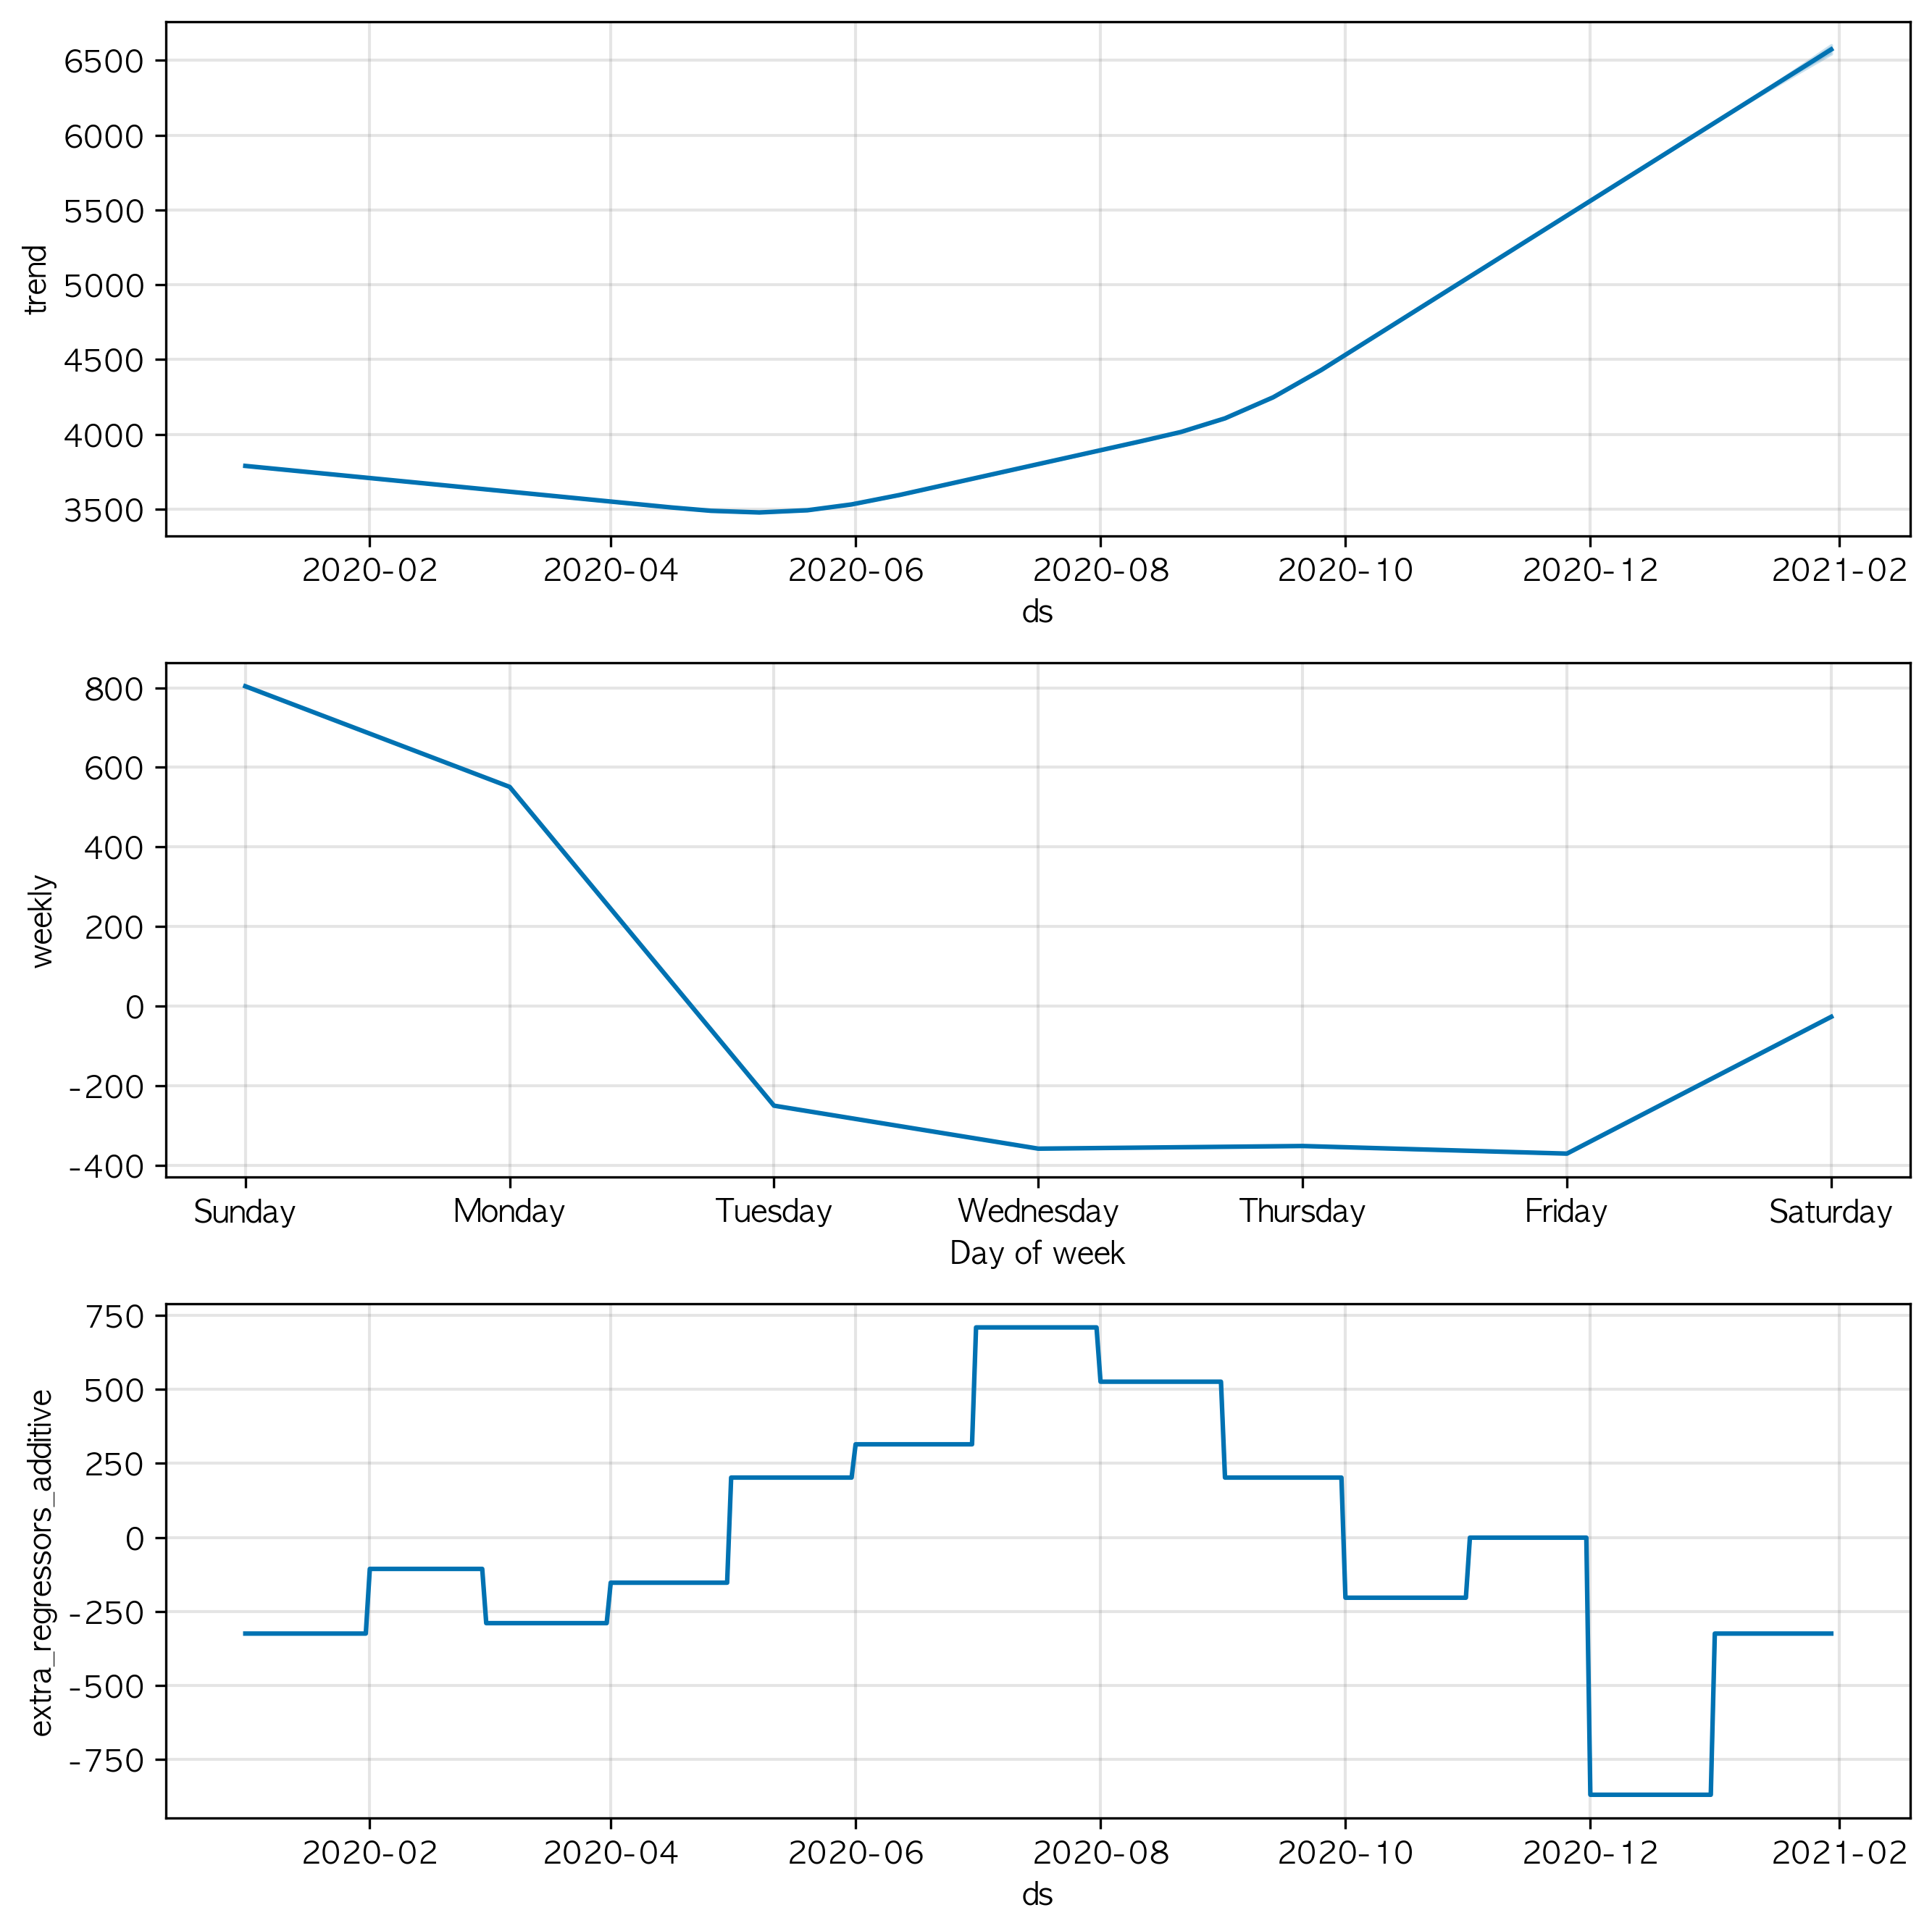 6500
6000
5500
5000
4500
4000
3500
trend
2020-02 2020-04 2020-06 2020-08 2020-10 2020-12 2021-02
ds
800
600
400
200
0
-200
-400
weekly
Sunday Monday Tuesday Wednesday Thursday Friday Saturday
Day of week
750
500
250
0
-250
-500
-750
extra_regressors_additive
2020-02 2020-04 2020-06 2020-08 2020-10 2020-12 2021-02
ds